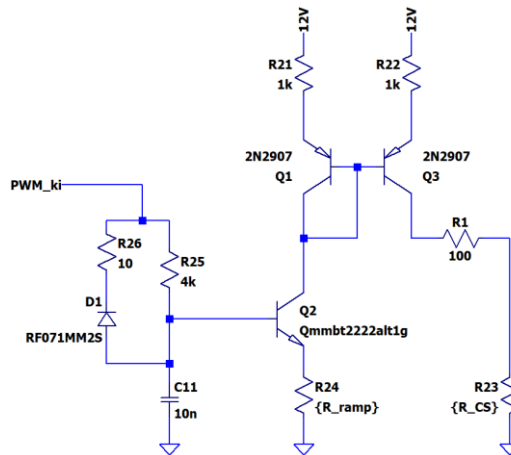 12V
12V
R21
1k
R22
1k
2N2907
Q1
2N2907
Q3
PWM_ki
R1
100
R26
10
R25
4k
D1
RF071MM2S
Q2
Qmmbt2222alt1g
C11
10n
R24
{R_ramp}
R23
{R_CS}